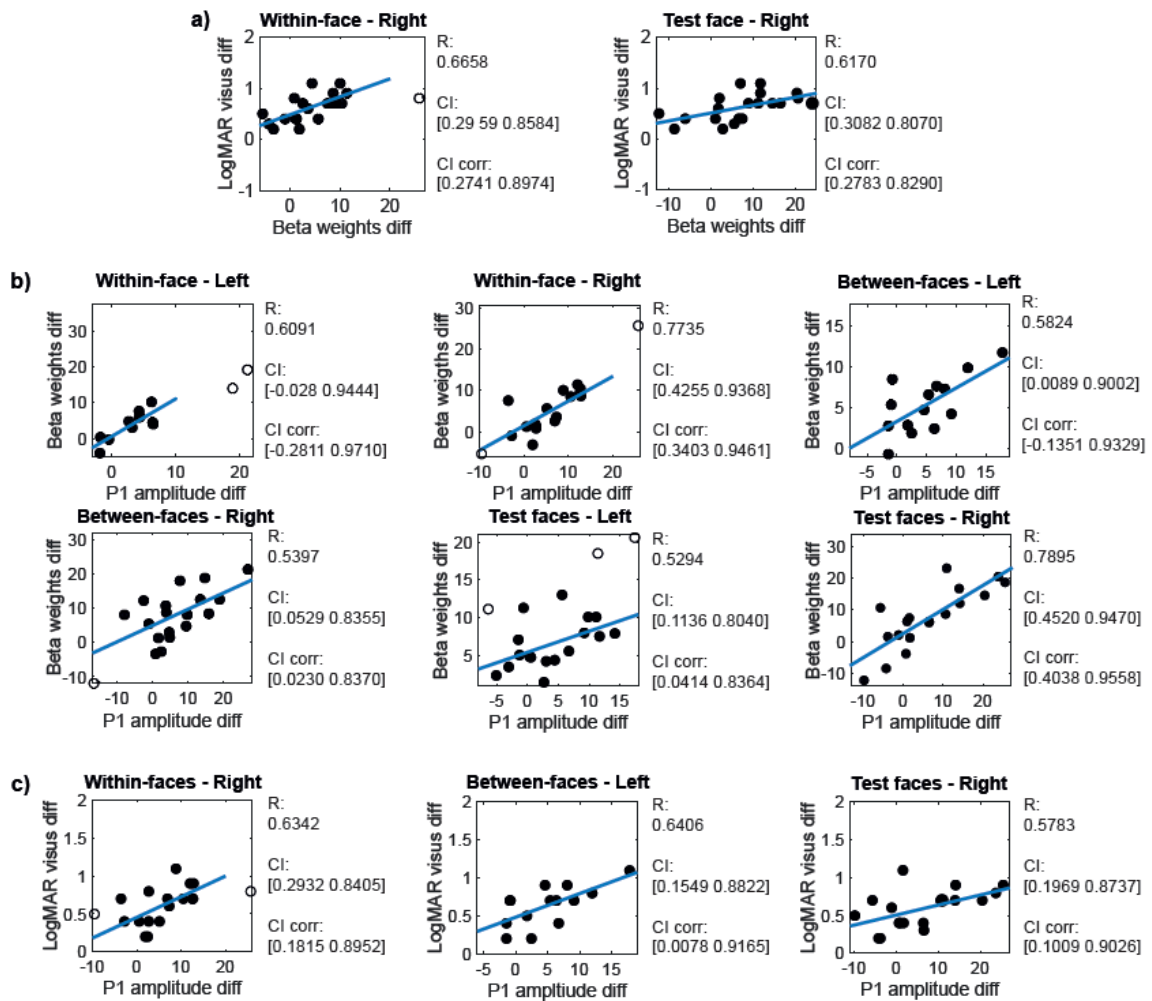 a)
Within-face - Right
LogMAR visus diff
2
1
0
-1
0
10
20
Beta weights diff
R:
0.6658
CI:
[0.29 59 0.8584]
CI corr:
[0.2741 0.8974]
Test face - Right
LogMAR visus diff
2
1
0
-1
-10
0
10
20
Beta weights diff
R:
0.6170
CI:
[0.3082 0.8070]
CI corr:
[0.2783 0.8290]
b)
Within-face - Left
Beta weights diff
30
20
10
0
0
10
20
P1 amplitude diff
R:
0.6091
CI:
[-0.028 0.9444]
CI corr:
[-0.2811 0.9710]
Within-face - Right
Beta weigths diff
30
20
10
0
-10
0
10
20
P1 amplitude diff
R:
0.7735
CI:
[0.4255 0.9368]
CI corr:
[0.3403 0.9461]
Between-faces - Left
Beta weights diff
15
10
5
0
0
5
10
15
P1 amplitude diff
R:
0.5824
CI:
[0.0089 0.9002]
CI corr:
[-0.1351 0.9329]
Between-faces - Right
Beta weights diff
30
20
10
0
-10
-10
0
10
20
P1 amplitude diff
R:
0.5397
CI:
[0.0529 0.8355]
CI corr:
[0.0230 0.8370]
Test faces - Left
Beta weights diff
20
15
10
5
-5
0
5
10
15
P1 amplitude diff
R:
0.5294
CI:
[0.1136 0.8040]
CI corr:
[0.0414 0.8364]
Test faces - Right
Beta weights diff
30
20
10
0
-10
-10
0
10
20
P1 amplitude diff
R:
0.7895
CI:
[0.4520 0.9470]
CI corr:
[0.4038 0.9558]
c)
Within-faces - Right
LogMAR visus diff
2
1.5
1
0.5
0
-10
0
10
20
P1 amplitude diff
R:
0.6342
CI:
[0.2932 0.8405]
CI corr:
[0.1815 0.8952]
Between-faces - Left
LogMAR visus diff
2
1.5
1
0.5
0
-5
0
5
10
15
P1 amplitude diff
R:
0.6406
CI:
[0.1549 0.8822]
CI corr:
[0.0078 0.9165]
Test faces - Right
LogMAR visus diff
2
1.5
1
0.5
0
-10
0
10
20
P1 amplitude diff
R:
0.5783
CI:
[0.1969 0.8737]
CI corr:
[0.1009 0.9026]